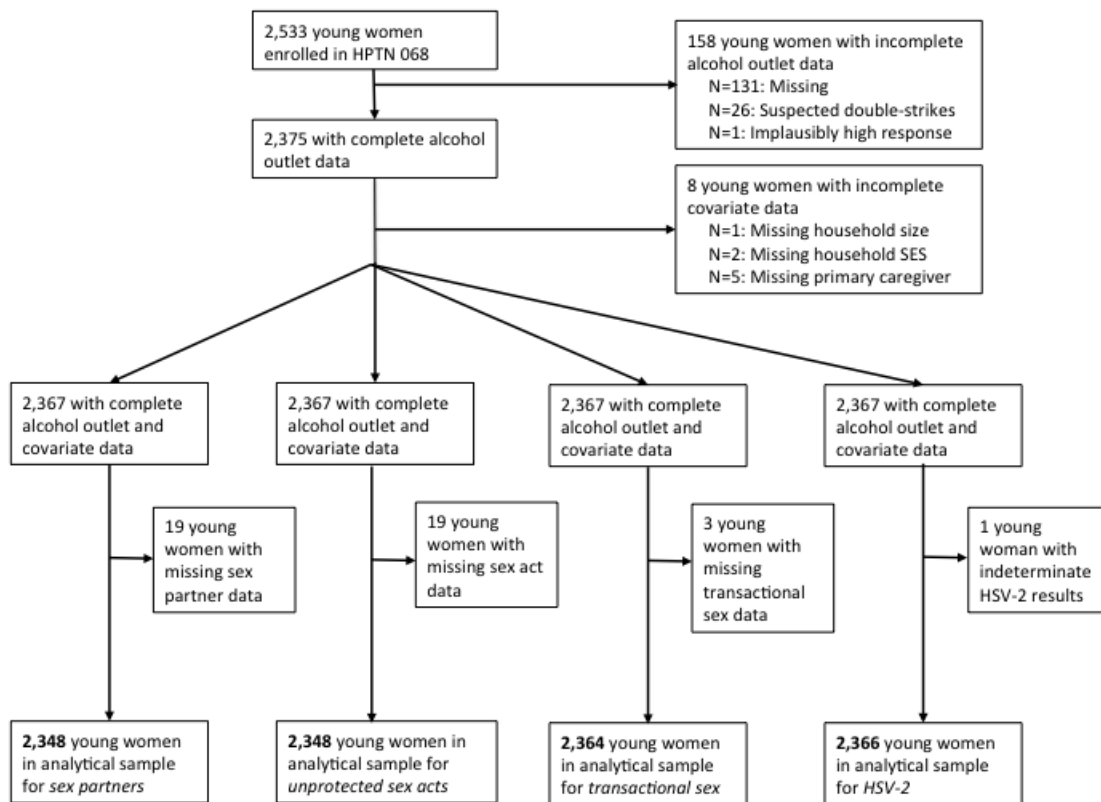 2,533 young women
enrolled in HPTN 068
158 young women with incomplete
alcohol outlet data
N=131: Missing
N=26: Suspected double-strikes
N=1: Implausibly high response
2,375 with complete alcohol
outlet data
8 young women with incomplete
covariate data
N=1: Missing household size
N=2: Missing household SES
N=5: Missing primary caregiver
2,367 with complete
alcohol outlet and
covariate data
2,367 with complete
alcohol outlet and
covariate data
2,367 with complete
alcohol outlet and
covariate data
2,367 with complete
alcohol outlet and
covariate data
19 young
women with
missing sex
partner data
19 young
women with
missing sex act
data
3 young
women with
missing
transactional
sex data
1 young
woman with
indeterminate
HSV-2 results
2,348 young women
in analytical sample
for sex partners
2,348 young women in
analytical sample for
unprotected sex acts
2,364 young women
in analytical sample
for transactional sex
2,366 young women
in analytical sample
for HSV-2